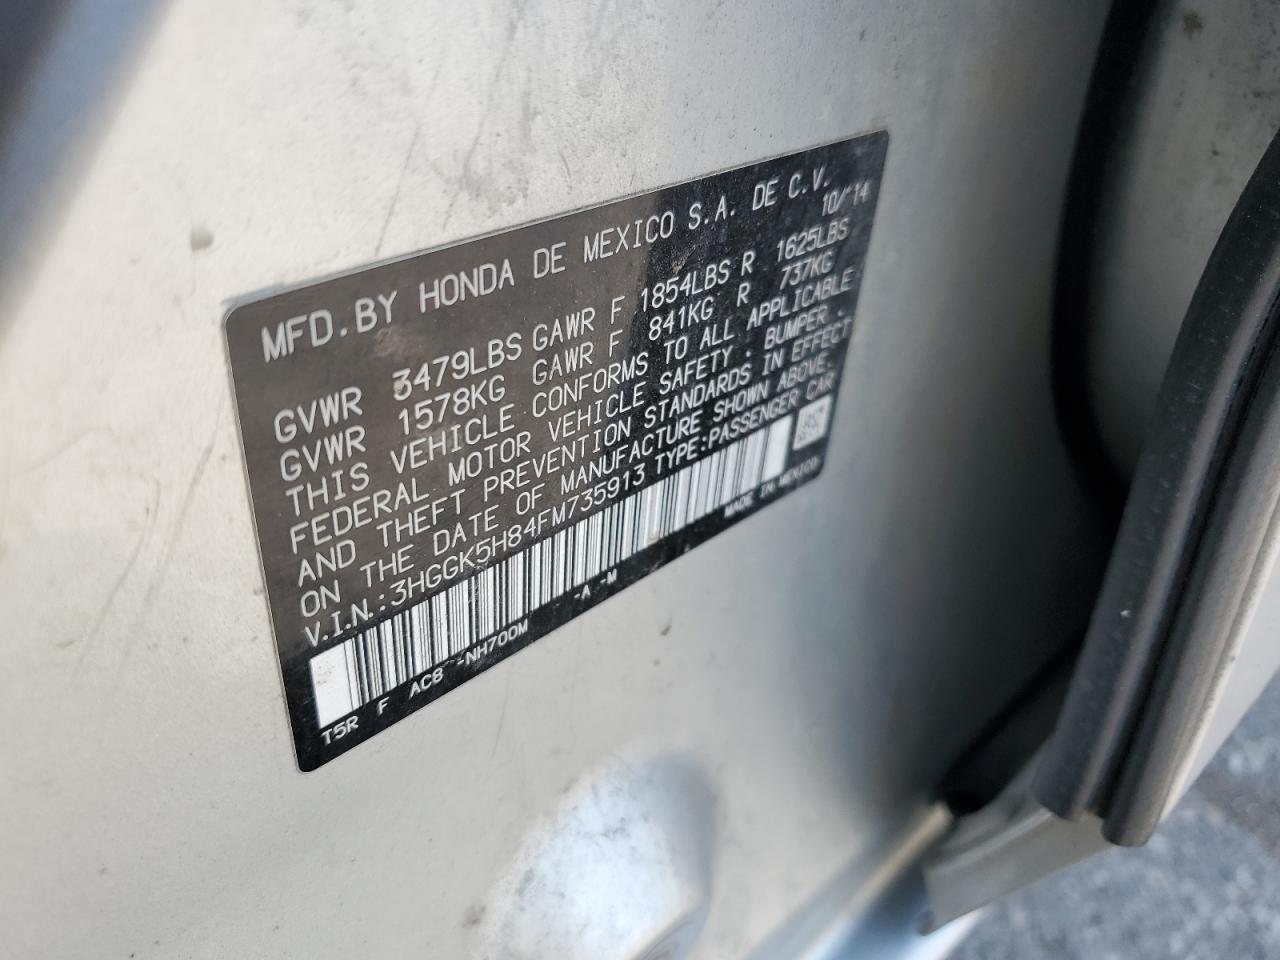 MFD.BY HONDA DE MEXICO S.A. DE C.V.
10/'14
GVWR 3479LBS GAWR F 1854LBS R 1625LBS
GVWR 1578KG GAWR F 841KG R 737KG
THIS VEHICLE CONFORMS TO ALL APPLICABLE
FEDERAL MOTOR VEHICLE SAFETY, BUMPER,
AND THEFT PREVENTION STANDARDS IN EFFECT
ON THE DATE OF MANUFACTURE SHOWN ABOVE.
V.I.N.:3HGGK5H84FM735913 TYPE:PASSENGER CAR
T5R F AC8 -NH700M -A -M MADE IN MEXICO